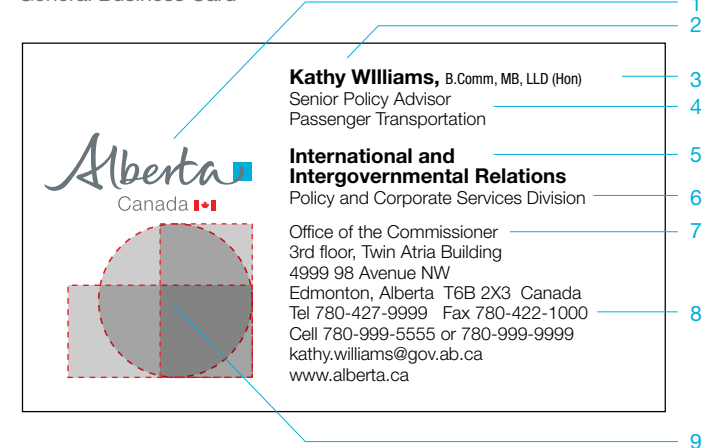 General Business Card
1
2
Kathy WIlliams, B.Comm, MB, LLD (Hon)
3
Senior Policy Advisor
4
Passenger Transportation
International and
5
Intergovernmental Relations
Policy and Corporate Services Division
6
Alberta
Canada
Office of the Commissioner
7
3rd floor, Twin Atria Building
4999 98 Avenue NW
Edmonton, Alberta T6B 2X3 Canada
Tel 780-427-9999 Fax 780-422-1000
8
Cell 780-999-5555 or 780-999-9999
kathy.williams@gov.ab.ca
www.alberta.ca
9